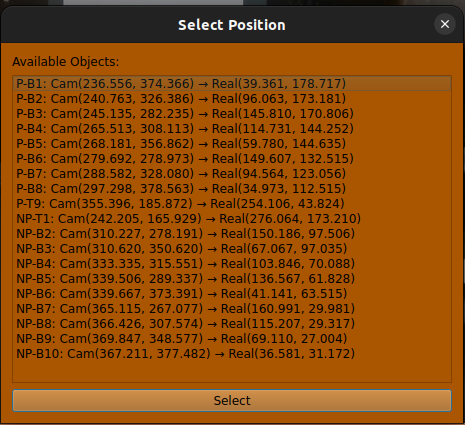 Select Position
Available Objects:
P-B1: Cam(236.556, 374.366) → Real(39.361, 178.717)
P-B2: Cam(240.763, 326.386) → Real(96.063, 173.181)
P-B3: Cam(245.135, 282.235) → Real(145.810, 170.806)
P-B4: Cam(265.513, 308.113) → Real(114.731, 144.252)
P-B5: Cam(268.181, 356.862) → Real(59.780, 144.635)
P-B6: Cam(279.692, 278.973) → Real(149.607, 132.515)
P-B7: Cam(288.582, 328.080) → Real(94.564, 123.056)
P-B8: Cam(297.298, 378.563) → Real(34.973, 112.515)
P-T9: Cam(355.396, 185.872) → Real(254.106, 43.824)
NP-T1: Cam(242.205, 165.929) → Real(276.064, 173.210)
NP-B2: Cam(310.227, 278.191) → Real(150.186, 97.506)
NP-B3: Cam(310.620, 350.620) → Real(67.067, 97.035)
NP-B4: Cam(333.335, 315.551) → Real(103.846, 70.088)
NP-B5: Cam(339.506, 289.337) → Real(136.567, 61.828)
NP-B6: Cam(339.667, 373.391) → Real(41.141, 63.515)
NP-B7: Cam(365.115, 267.077) → Real(160.991, 29.981)
NP-B8: Cam(366.426, 307.574) → Real(115.207, 29.317)
NP-B9: Cam(369.847, 348.577) → Real(69.110, 27.004)
NP-B10: Cam(367.211, 377.482) → Real(36.581, 31.172)
Select